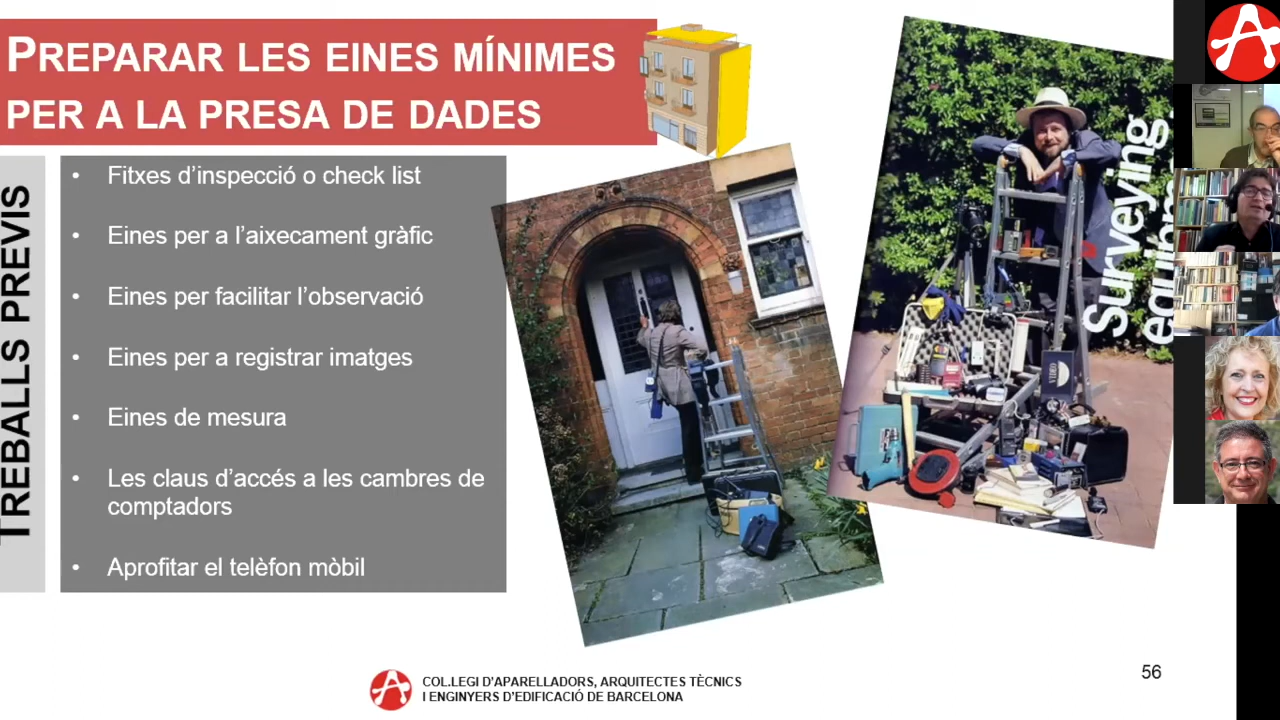 PREPARAR LES EINES MÍNIMES
PER A LA PRESA DE DADES
TREBALLS PREVIS
• Fitxes d'inspecció o check list
• Eines per a l'aixecament gràfic
• Eines per facilitar l'observació
• Eines per a registrar imatges
• Eines de mesura
• Les claus d'accés a les cambres de
comptadors
• Aprofitar el telèfon mòbil
Surveying
VIDEO
COL.LEGI D'APARELLADORS, ARQUITECTES TÈCNICS
I ENGINYERS D'EDIFICACIÓ DE BARCELONA
56